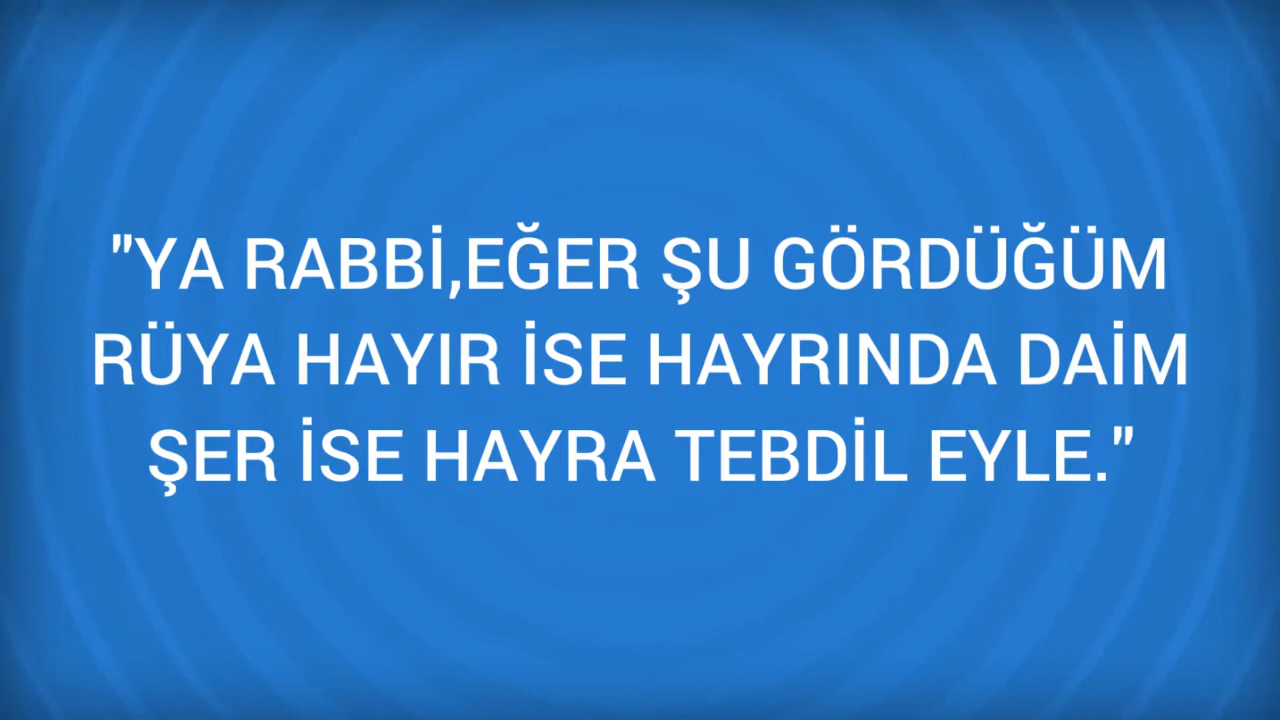 "YA RABBİ,EĞER ŞU GÖRDÜĞÜM
RÜYA HAYIR İSE HAYRINDA DAİM
ŞER İSE HAYRA TEBDİL EYLE."